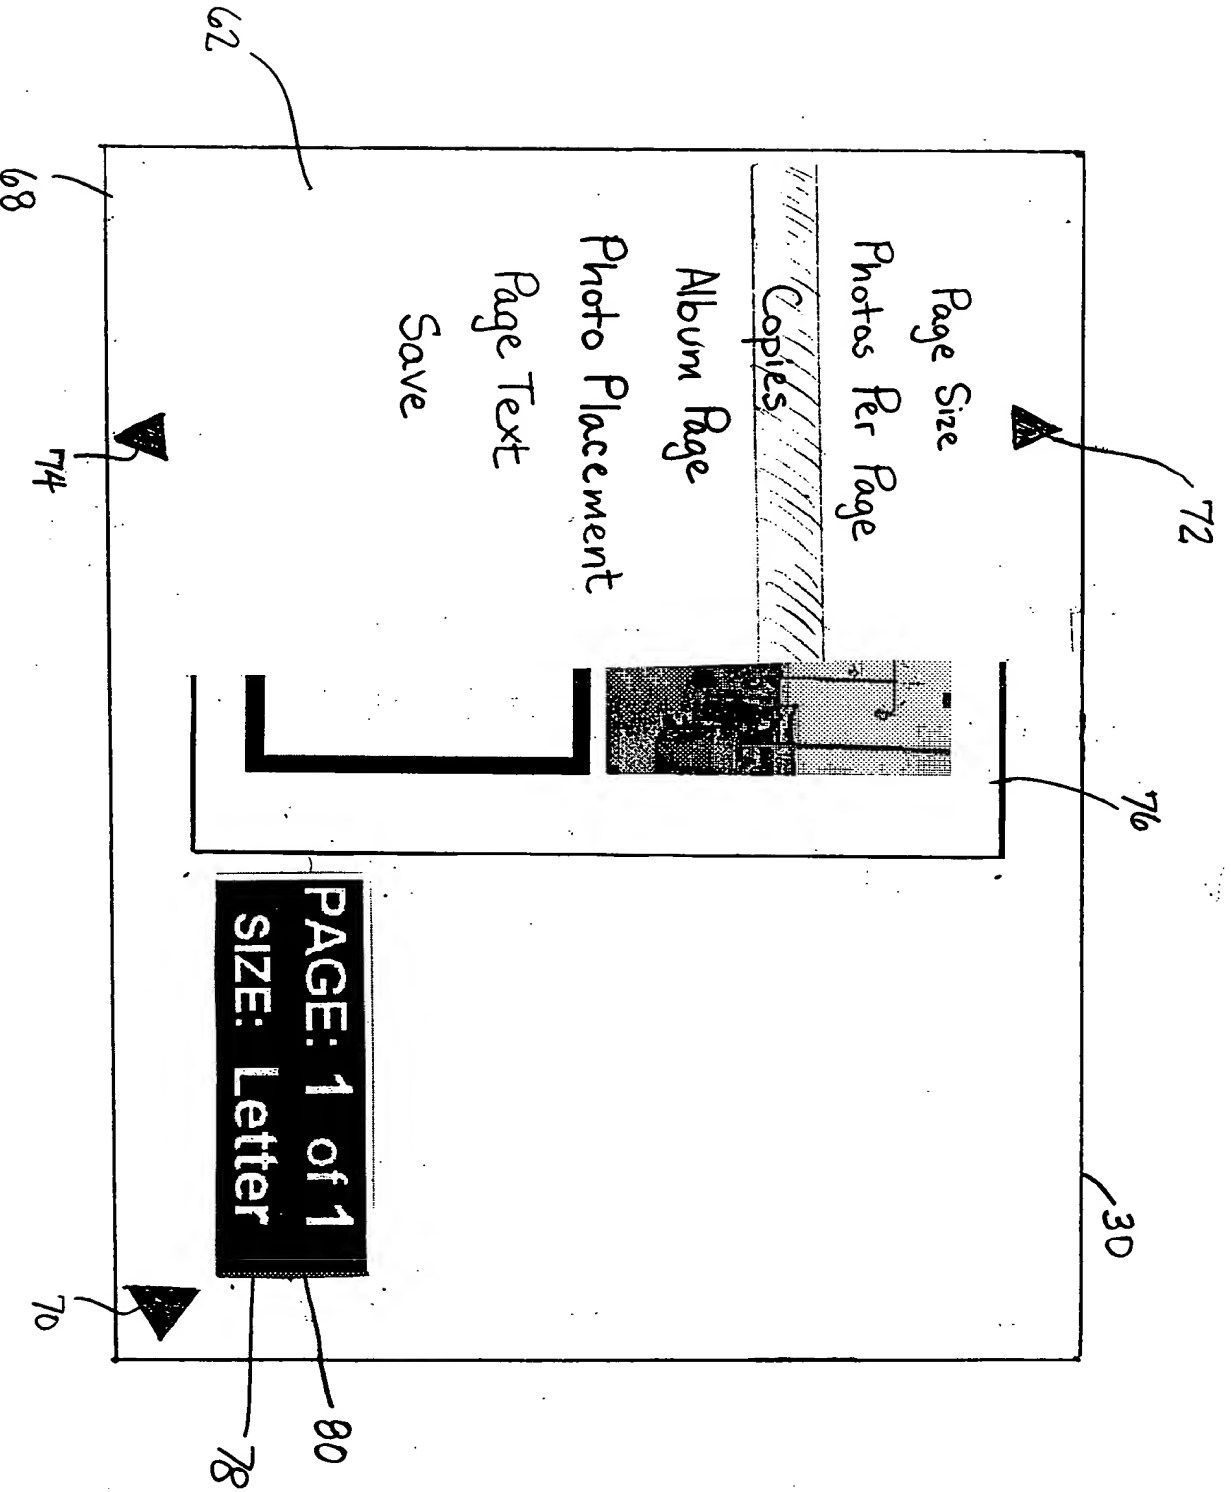 72
76
30
Page Size
Photos Per Page
Copies
Album Page
Photo Placement
Page Text
Save
PAGE: 1 of 1
SIZE: Letter
80
78
62
68
74
70